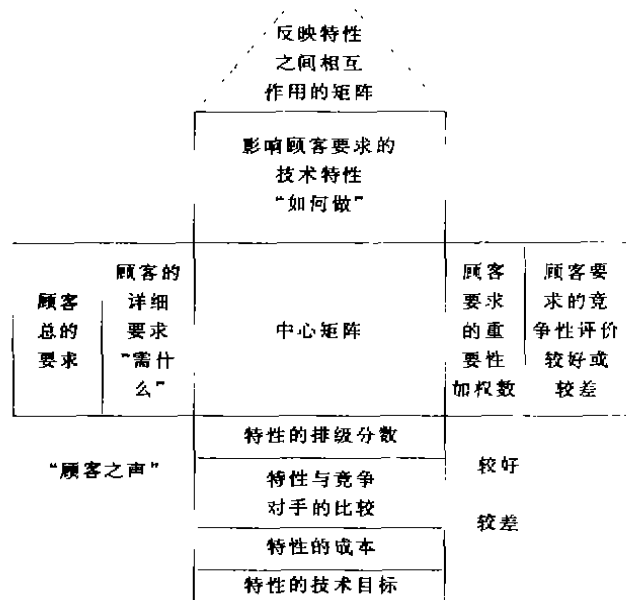 反映特性
之间相互
作用的矩阵
影响顾客要求的
技术特性
“如何做”
顾客
总的
要求
顾客的
详细
要求
“需什
么”
中心矩阵
顾客
要求
的重
要性
加权数
顾客要
求的竞
争性评价
较好或
较差
特性的排级分数
“顾客之声”
特性与竞争
对手的比较
较好
较差
特性的成本
特性的技术目标